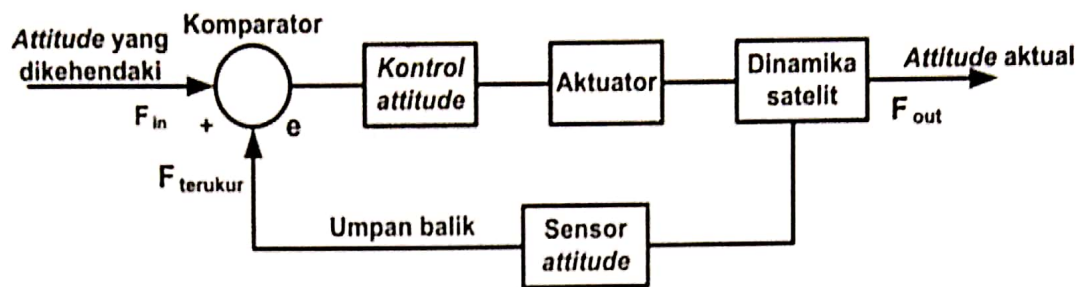 Komparator
Attitude yang
dikehendaki
F in
+
e
Kontrol
attitude
Aktuator
Dinamika
satelit
Attitude aktual
F out
F terukur
Umpan balik
Sensor
attitude